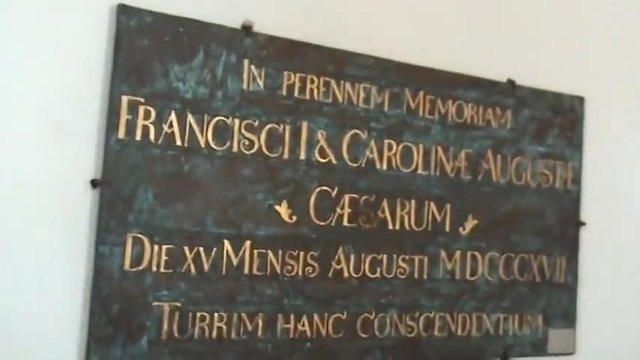 IN PERENNEM MEMORIAM
FRANCISCI I & CAROLINÆ AUGUSTÆ
CÆSARUM
DIE XV MENSIS AUGUSTI MDCCCXVII
TURRIM HANC CONSCENDENTIUM